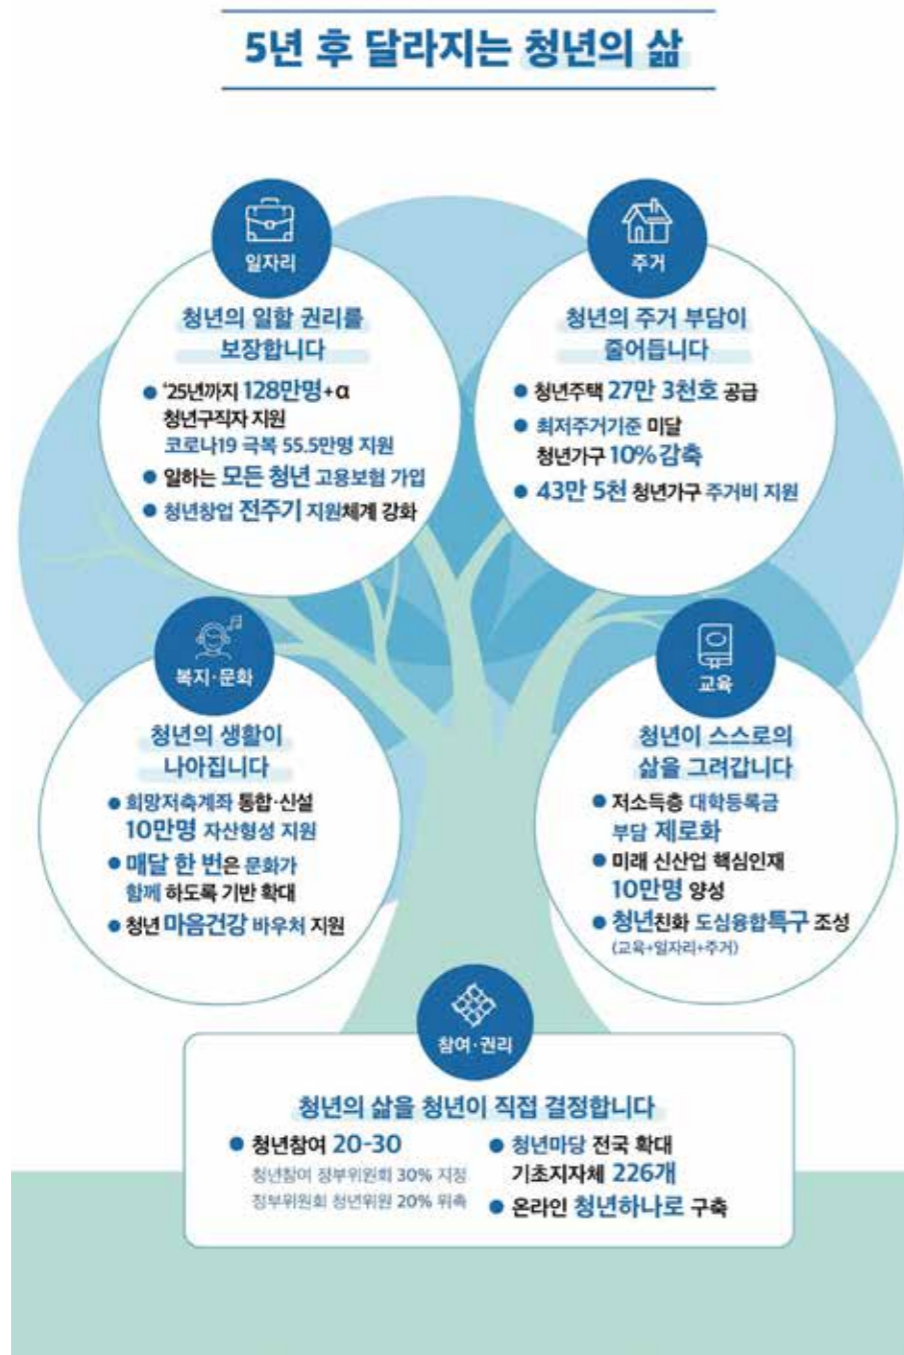 5년 후 달라지는 청년의 삶
일자리
청년의 일할 권리를
보장합니다
● '25년까지 128만명+α
청년구직자 지원
코로나19 극복 55.5만명 지원
● 일하는 모든 청년 고용보험 가입
● 청년창업 전주기 지원체계 강화
주거
청년의 주거 부담이
줄어듭니다
● 청년주택 27만 3천호 공급
● 최저주거기준 미달
청년가구 10% 감축
● 43만 5천 청년가구 주거비 지원
복지·문화
청년의 생활이
나아집니다
● 희망저축계좌 통합·신설
10만명 자산형성 지원
● 매달 한 번은 문화가
함께 하도록 기반 확대
● 청년 마음건강 바우처 지원
교육
청년이 스스로의
삶을 그려갑니다
● 저소득층 대학등록금
부담 제로화
● 미래 신산업 핵심인재
10만명 양성
● 청년친화 도심융합특구 조성
(교육+일자리+주거)
참여·권리
청년의 삶을 청년이 직접 결정합니다
● 청년참여 20-30
청년참여 정부위원회 30% 지정
정부위원회 청년위원 20% 위촉
● 청년마당 전국 확대
기초지자체 226개
● 온라인 청년하나로 구축